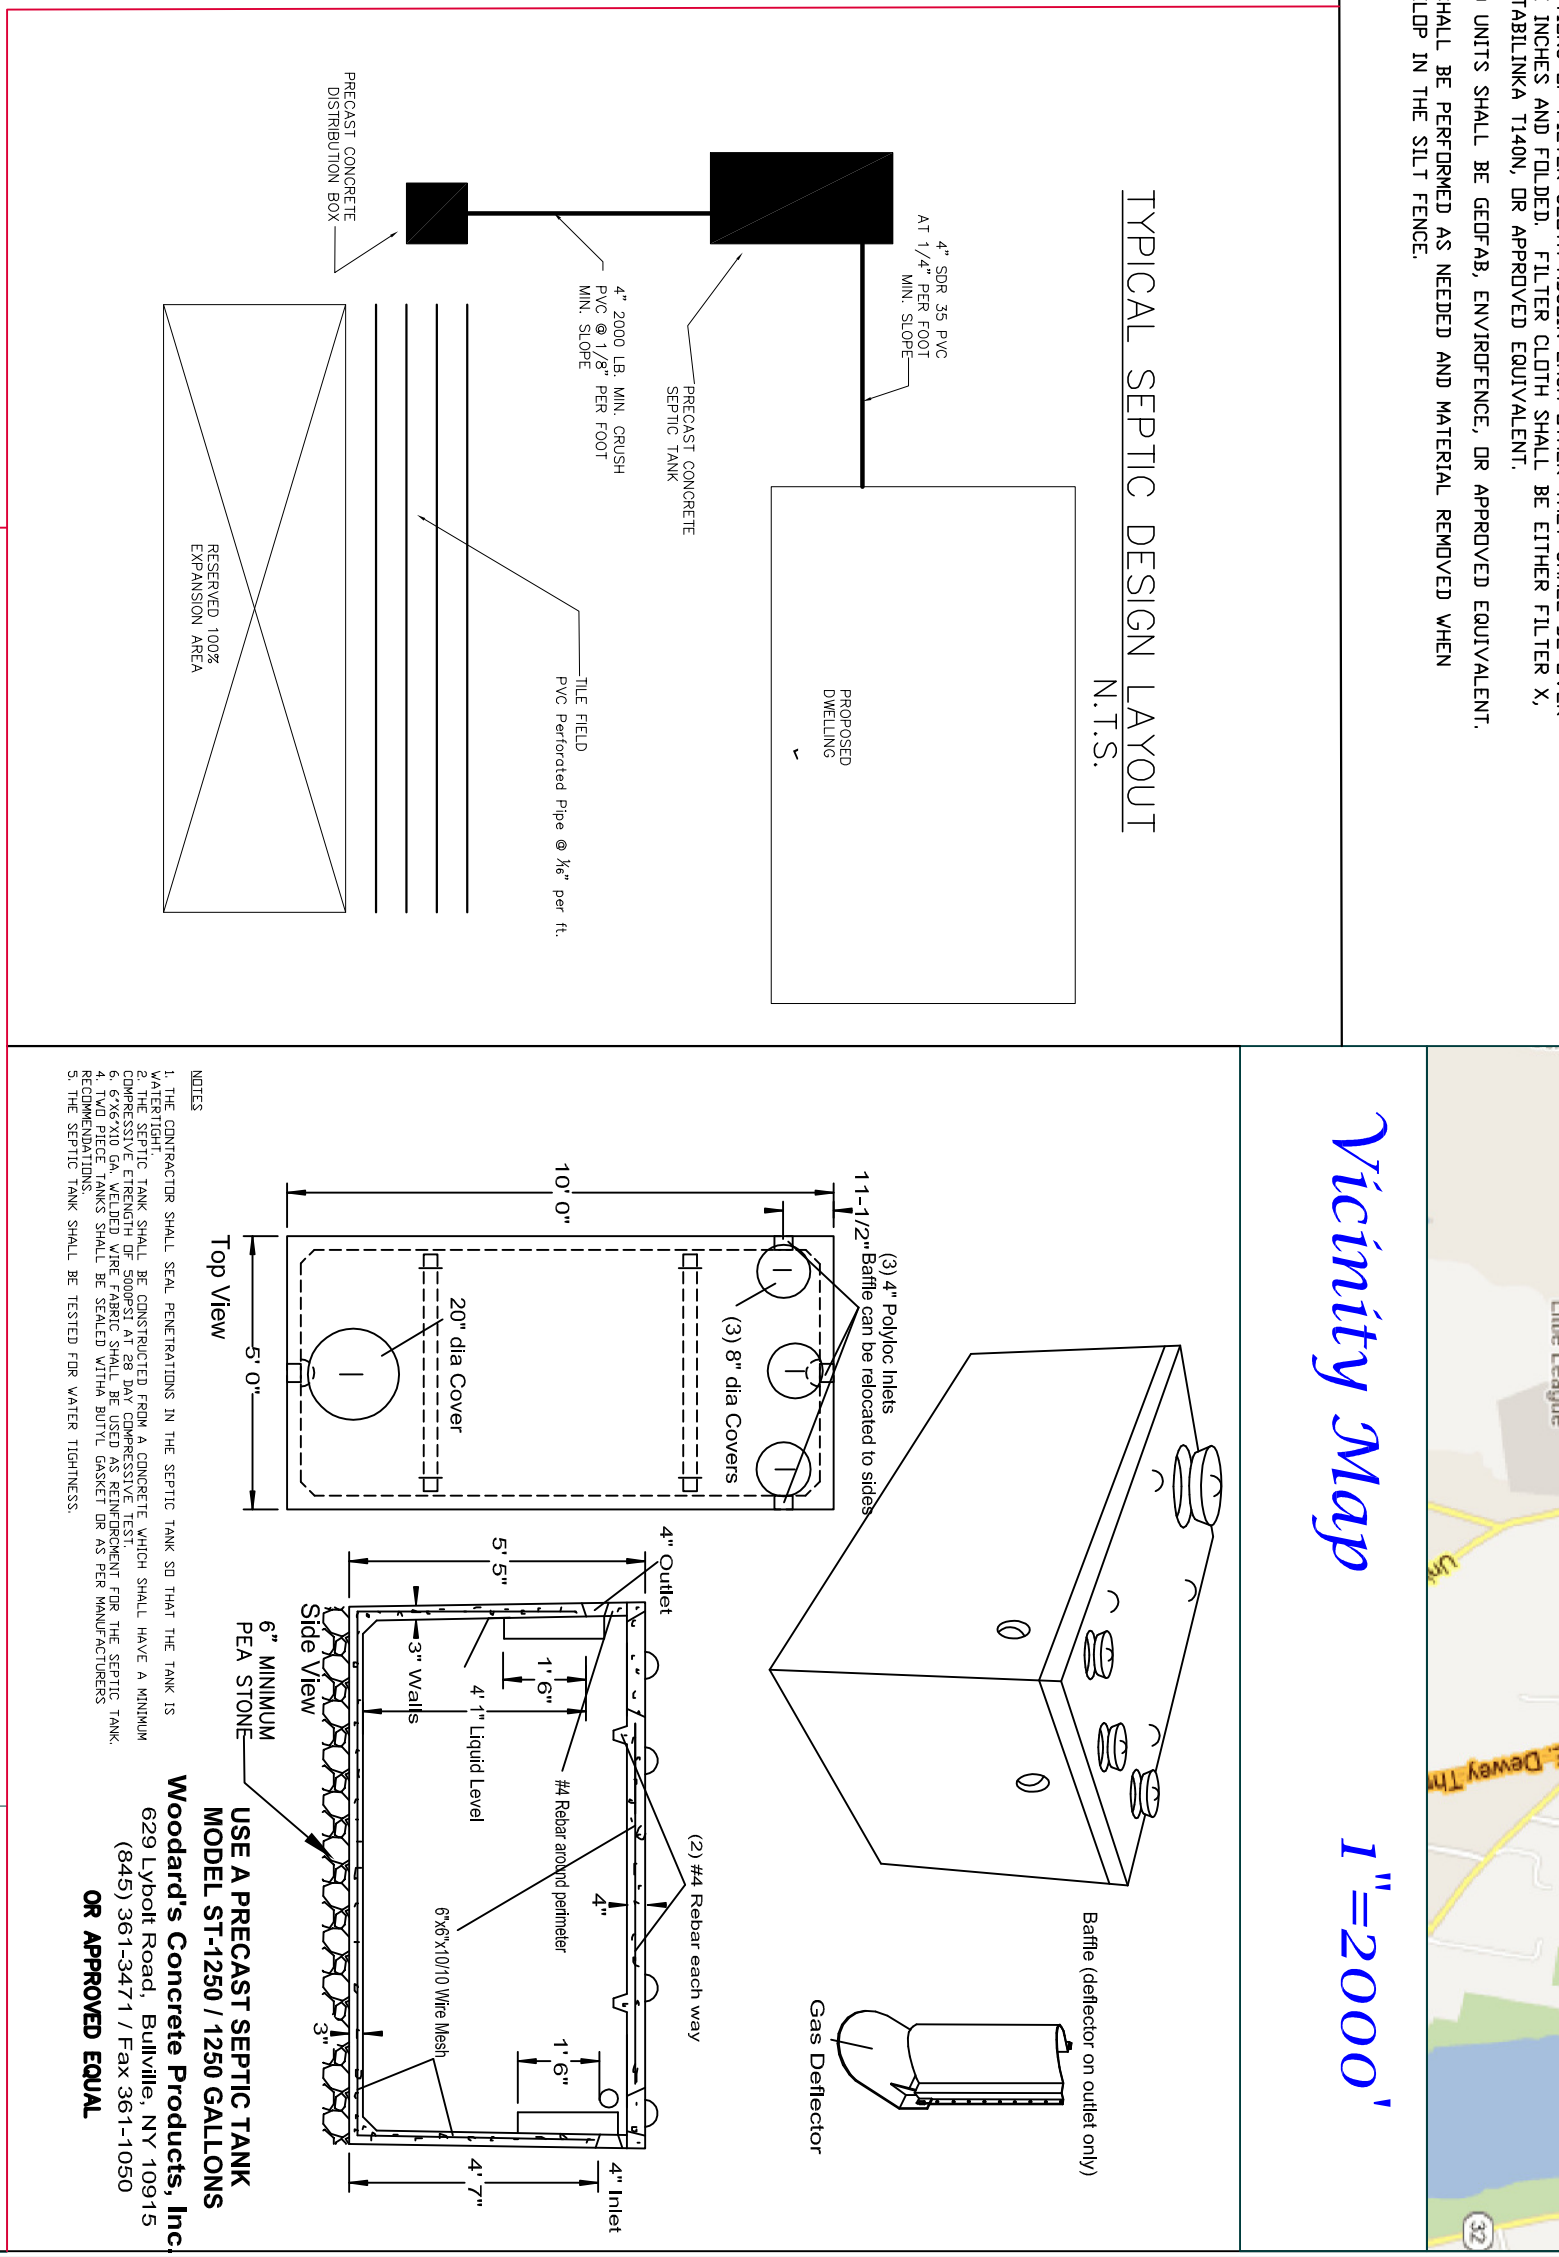 INCHES AND FOLDED. FILTER CLOTH SHALL BE EITHER FILTER X,
TABILINKA T140N, OR APPROVED EQUIVALENT.
UNITS SHALL BE GEOFAB, ENVIROFENCE, OR APPROVED EQUIVALENT.
HALL BE PERFORMED AS NEEDED AND MATERIAL REMOVED WHEN
LOP IN THE SILT FENCE.
TYPICAL SEPTIC DESIGN LAYOUT
N.T.S.
4" SDR 35 PVC
AT 1/4" PER FOOT
MIN. SLOPE
PROPOSED
DWELLING
PRECAST CONCRETE
SEPTIC TANK
4" 2000 LB. MIN. CRUSH
PVC @ 1/8" PER FOOT
MIN. SLOPE
TILE FIELD
PVC Perforated Pipe @ 1/16" per ft.
PRECAST CONCRETE
DISTRIBUTION BOX
RESERVED 100%
EXPANSION AREA
Little League
Uni
Dewey Thr
32
Vicinity Map 1"=2000'
Baffle (deflector on outlet only)
Gas Deflector
(3) 4" Polyloc Inlets
Baffle can be relocated to sides
11-1/2"
10' 0"
(3) 8" dia Covers
20" dia Cover
5' 0"
Top View
4" Outlet
5' 5"
(2) #4 Rebar each way
4"
1' 6"
#4 Rebar around perimeter
4' 1" Liquid Level
3" Walls
6"x6"x10/10 Wire Mesh
1' 6"
4" Inlet
4' 7"
3"
Side View
6" MINIMUM
PEA STONE
NOTES
1. THE CONTRACTOR SHALL SEAL PENETRATIONS IN THE SEPTIC TANK SO THAT THE TANK IS
WATERTIGHT.
2. THE SEPTIC TANK SHALL BE CONSTRUCTED FROM A CONCRETE WHICH SHALL HAVE A MINIMUM
COMPRESSIVE ETRENGTH OF 5000PSI AT 28 DAY COMPRESSIVE TEST.
6. 6"X6"X10 GA. WELDED WIRE FABRIC SHALL BE USED AS REINFORCMENT FOR THE SEPTIC TANK.
4. TWO PIECE TANKS SHALL BE SEALED WITHA BUTYL GASKET OR AS PER MANUFACTURERS
RECOMMENDATIONS.
5. THE SEPTIC TANK SHALL BE TESTED FOR WATER TIGHTNESS.
USE A PRECAST SEPTIC TANK
MODEL ST-1250 / 1250 GALLONS
Woodard's Concrete Products, Inc.
629 Lybolt Road, Bullville, NY 10915
(845) 361-3471 / Fax 361-1050
OR APPROVED EQUAL